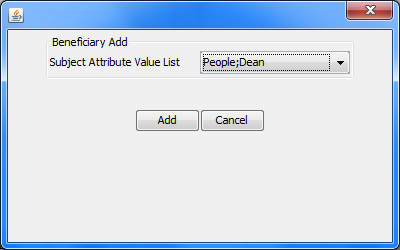 Beneficiary Add
Subject Attribute Value List People;Dean
Add Cancel